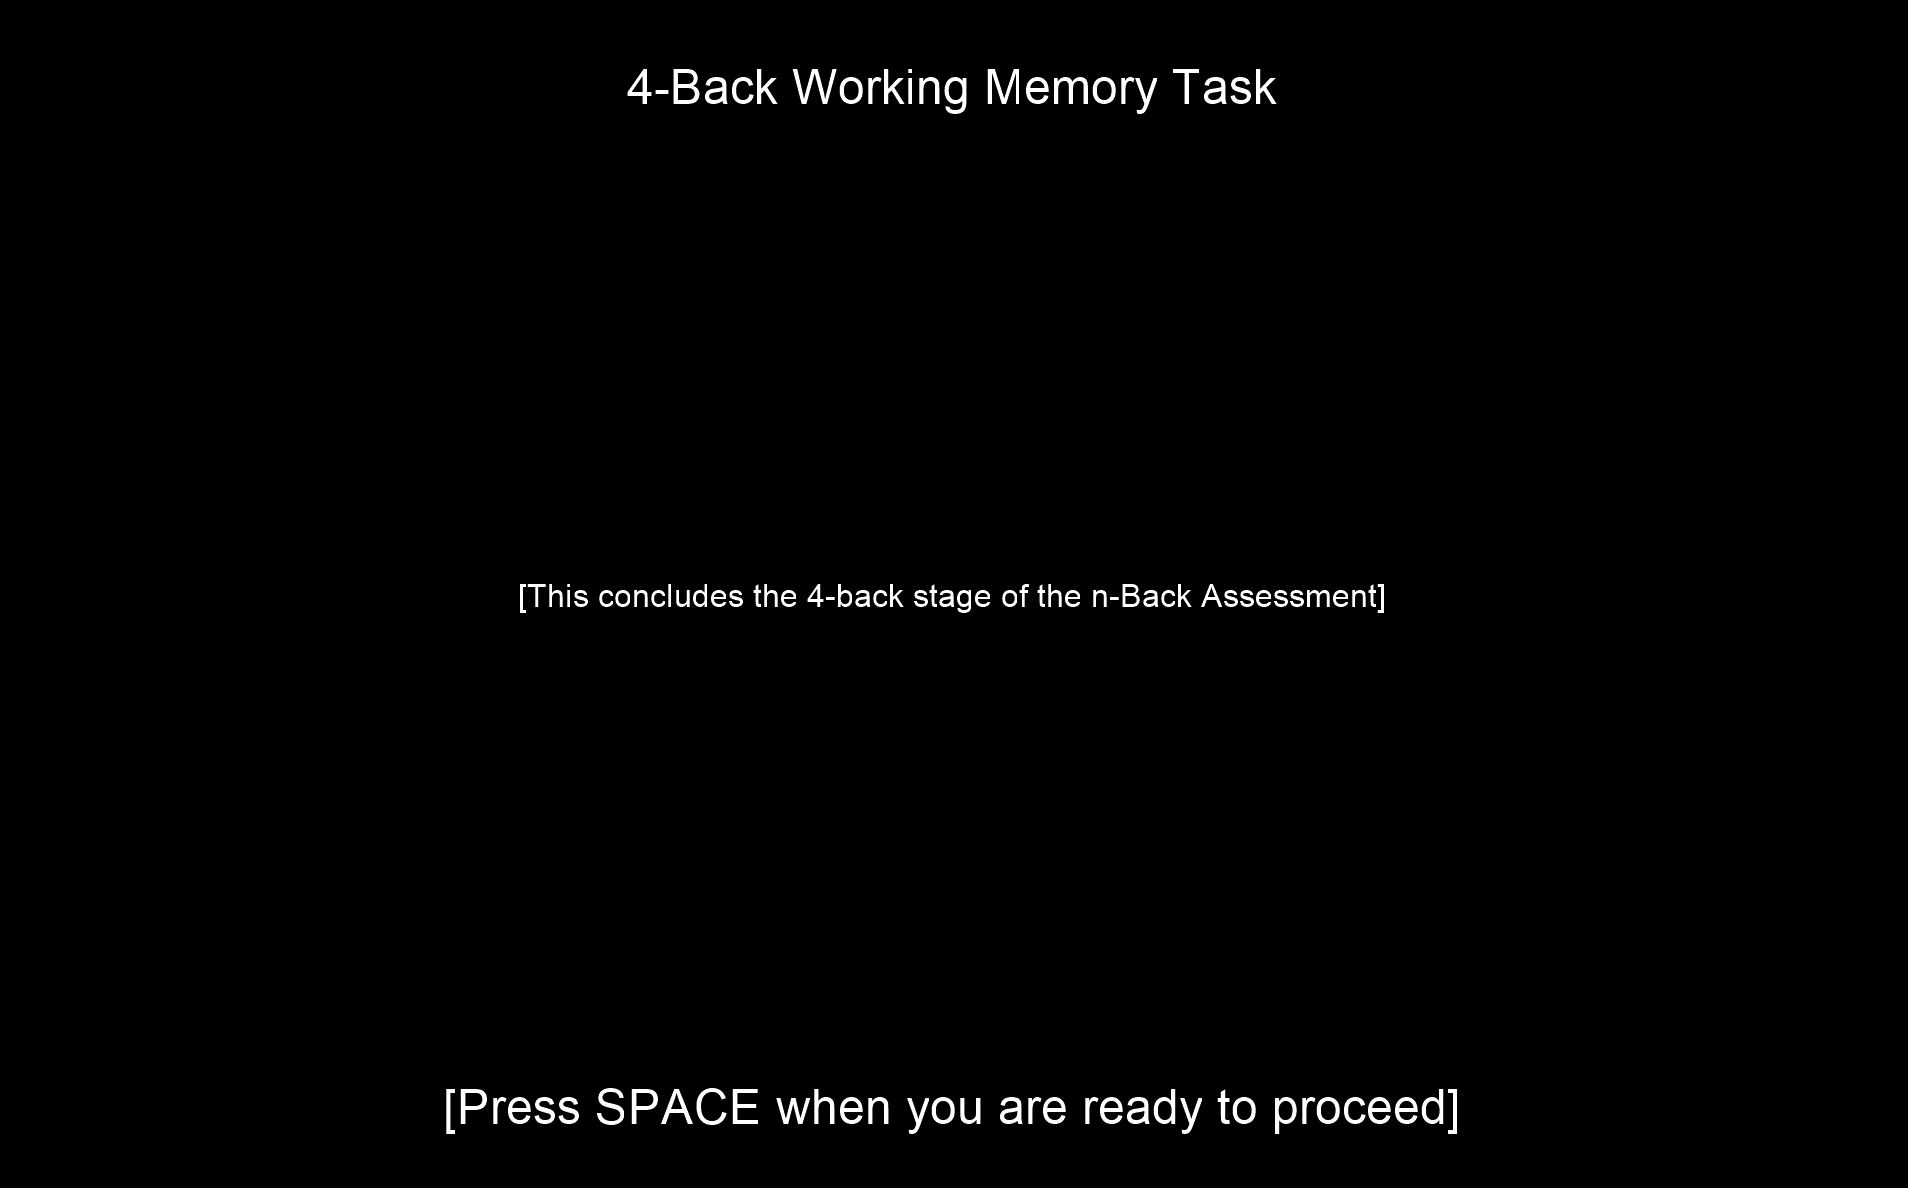 4-Back Working Memory Task
[This concludes the 4-back stage of the n-Back Assessment]
[Press SPACE when you are ready to proceed]